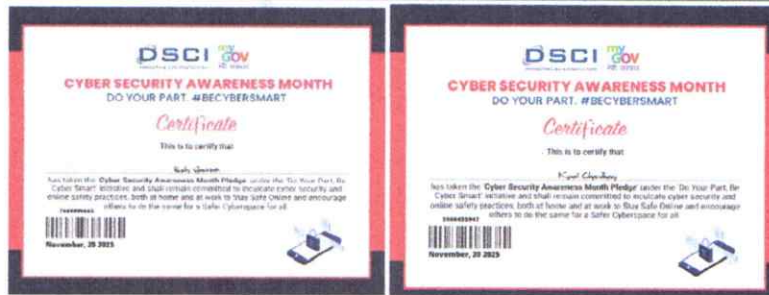 DSCI my GOV
CYBER SECURITY AWARENESS MONTH
DO YOUR PART. #BECYBERSMART
Certificate
This is to certify that
has taken the 'Cyber Security Awareness Month Pledge' under the 'Do Your Part, Be
Cyber Smart' initiative and shall remain committed to inculcate cyber security and
online safety practices, both at home and at work to Stay Safe Online and encourage
others to do the same for a Safer Cyberspace for all.
November, 20 2025
DSCI my GOV
CYBER SECURITY AWARENESS MONTH
DO YOUR PART. #BECYBERSMART
Certificate
This is to certify that
has taken the 'Cyber Security Awareness Month Pledge' under the 'Do Your Part, Be
Cyber Smart' initiative and shall remain committed to inculcate cyber security and
online safety practices, both at home and at work to Stay Safe Online and encourage
others to do the same for a Safer Cyberspace for all.
November, 20 2025